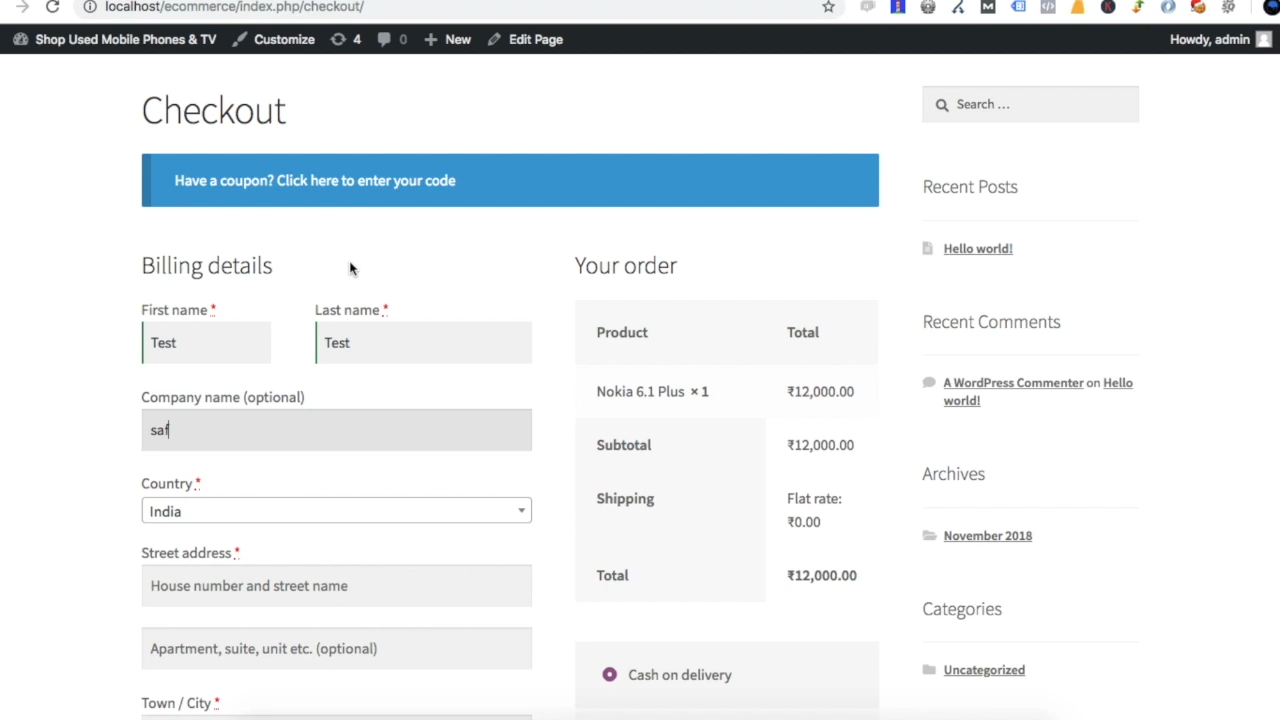 localhost/ecommerce/index.php/checkout/
Shop Used Mobile Phones & TV Customize 4 0 New Edit Page Howdy, admin
Checkout
Have a coupon? Click here to enter your code
Billing details
First name * Last name *
Test Test
Company name (optional)
saf
Country *
India
Street address *
House number and street name
Apartment, suite, unit etc. (optional)
Town / City *
Your order
Product Total
Nokia 6.1 Plus × 1 ₹12,000.00
Subtotal ₹12,000.00
Shipping Flat rate:
₹0.00
Total ₹12,000.00
Cash on delivery
Search …
Recent Posts
Hello world!
Recent Comments
A WordPress Commenter on Hello
world!
Archives
November 2018
Categories
Uncategorized